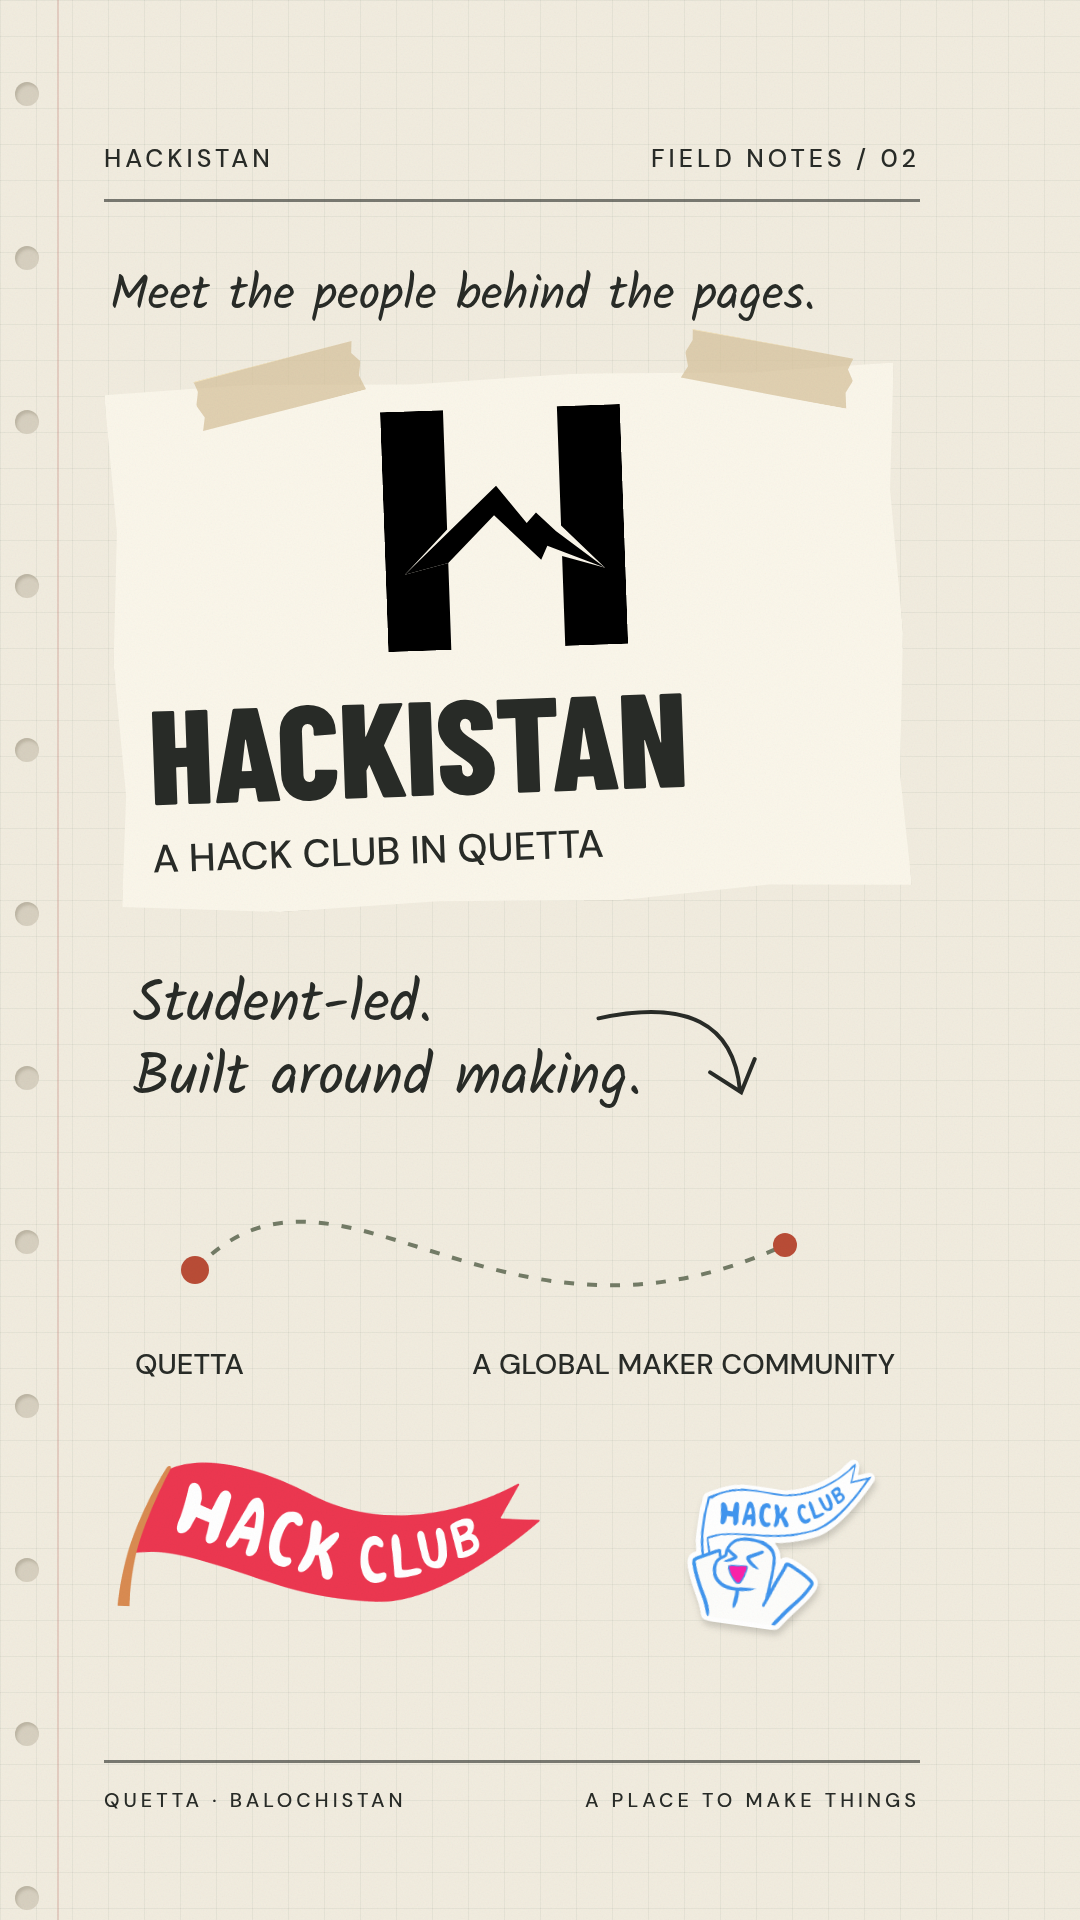 HACKISTAN
FIELD NOTES / 02
Meet the people behind the pages.
HACKISTAN
A HACK CLUB IN QUETTA
Student-led.
Built around making.
QUETTA
A GLOBAL MAKER COMMUNITY
HACK CLUB
HACK CLUB
QUETTA · BALOCHISTAN
A PLACE TO MAKE THINGS